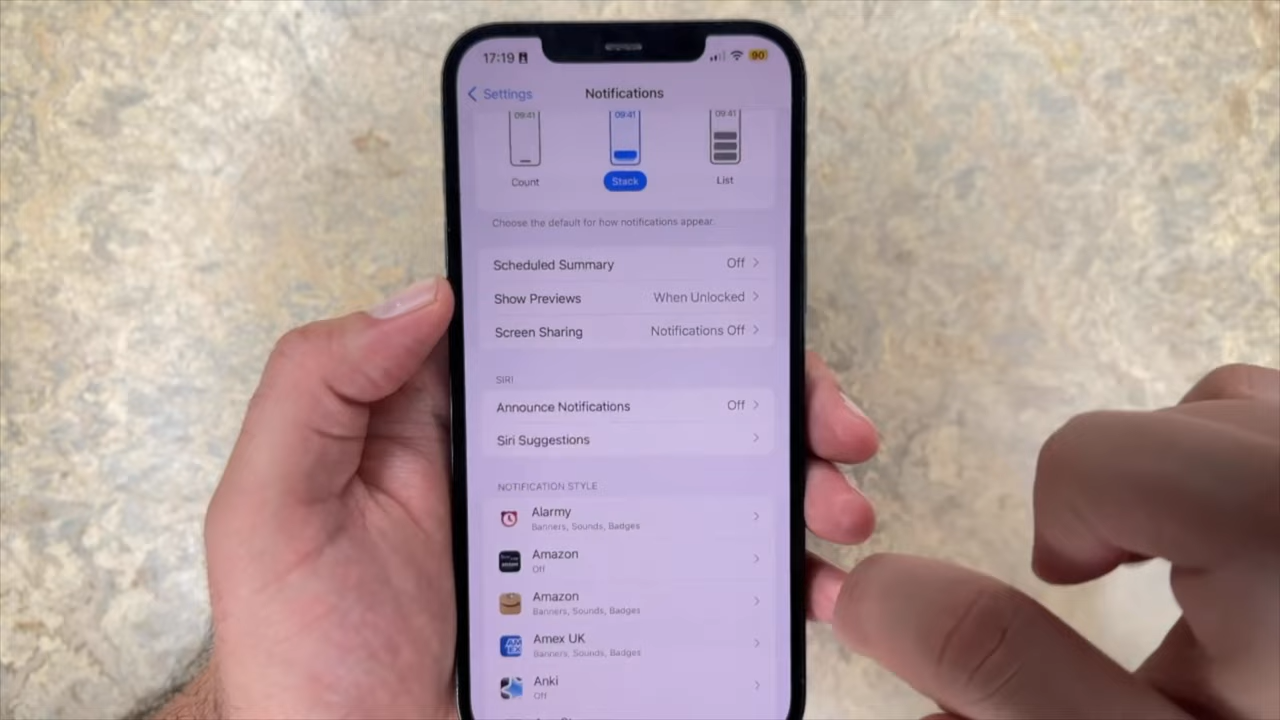 17:19 90
Settings Notifications
09:41 09:41 09:41
Count Stack List
Choose the default for how notifications appear.
Scheduled Summary Off
Show Previews When Unlocked
Screen Sharing Notifications Off
SIRI
Announce Notifications Off
Siri Suggestions
NOTIFICATION STYLE
Alarmy
Banners, Sounds, Badges
Amazon
Off
Amazon
Banners, Sounds, Badges
Amex UK
Banners, Sounds, Badges
Anki
Off